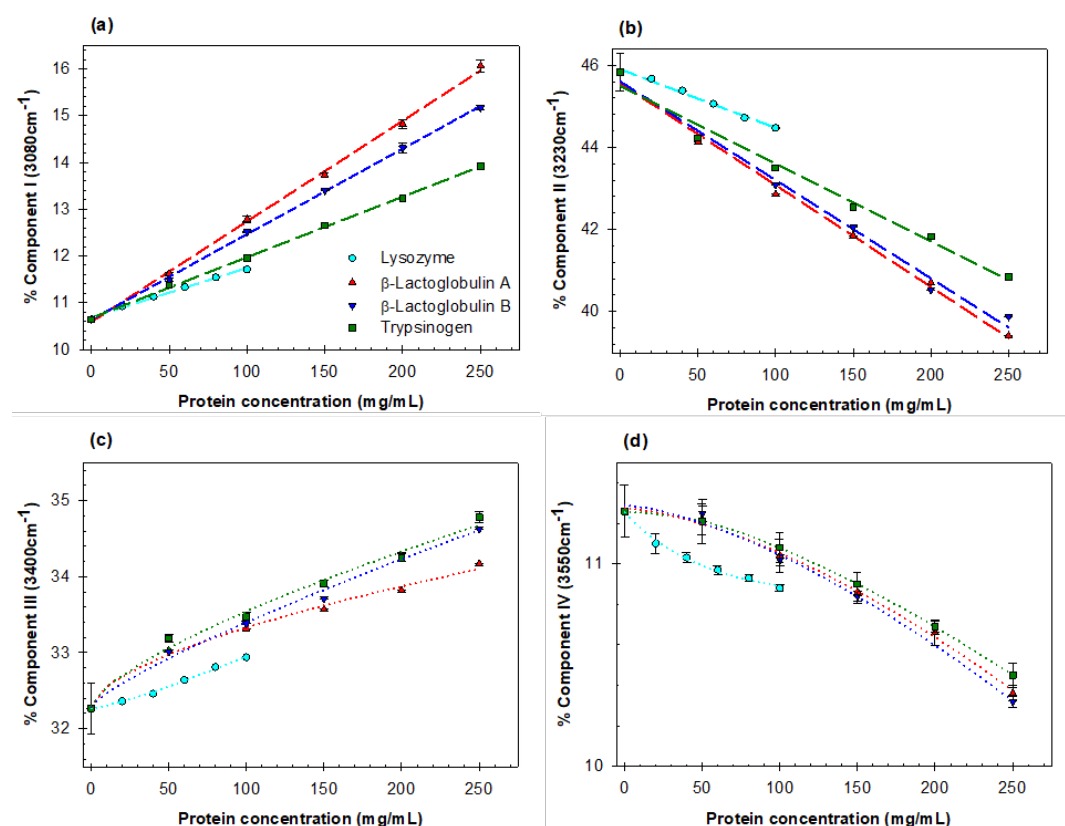 (a)
% Component I (3080cm⁻¹)
16
15
14
13
12
11
10
Lysozyme
β-Lactoglobulin A
β-Lactoglobulin B
Trypsinogen
0 50 100 150 200 250
Protein concentration (mg/mL)
(b)
% Component II (3230cm⁻¹)
46
44
42
40
0 50 100 150 200 250
Protein concentration (mg/mL)
(c)
% Component III (3400cm⁻¹)
35
34
33
32
0 50 100 150 200 250
Protein concentration (mg/mL)
(d)
% Component IV (3550cm⁻¹)
11
10
0 50 100 150 200 250
Protein concentration (mg/mL)